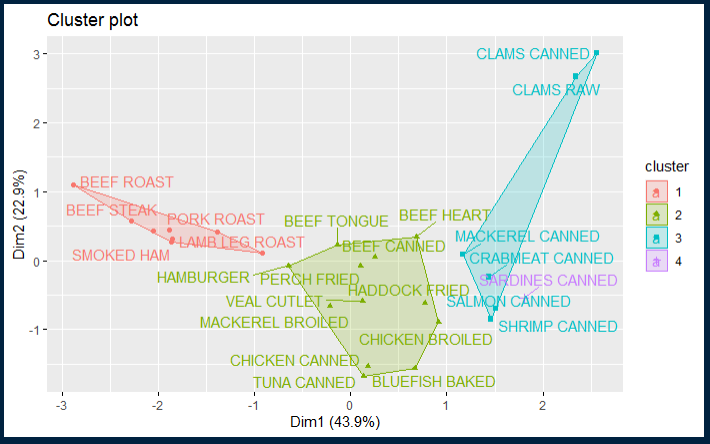 Cluster plot
CLAMS CANNED
CLAMS RAW
BEEF ROAST
BEEF STEAK
PORK ROAST
SMOKED HAM
LAMB LEG ROAST
BEEF TONGUE
BEEF HEART
BEEF CANNED
MACKEREL CANNED
CRABMEAT CANNED
HAMBURGER
PERCH FRIED
SARDINES CANNED
HADDOCK FRIED
VEAL CUTLET
SALMON CANNED
MACKEREL BROILED
SHRIMP CANNED
CHICKEN BROILED
CHICKEN CANNED
TUNA CANNED
BLUEFISH BAKED
3
2
1
0
-1
Dim2 (22.9%)
-3
-2
-1
0
1
2
Dim1 (43.9%)
cluster
a 1
a 2
a 3
a 4